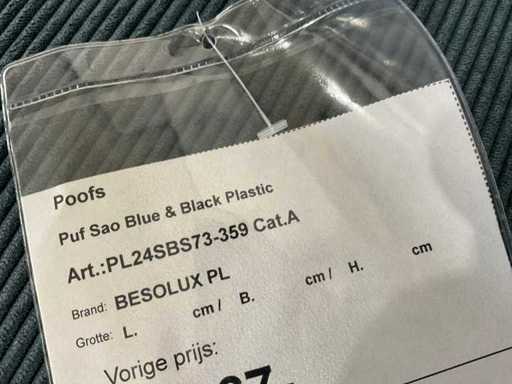 Poofs
Puf Sao Blue & Black Plastic
Art.:PL24SBS73-359 Cat.A
Brand: BESOLUX PL
Grotte: L. cm / B. cm / H. cm
Vorige prijs: